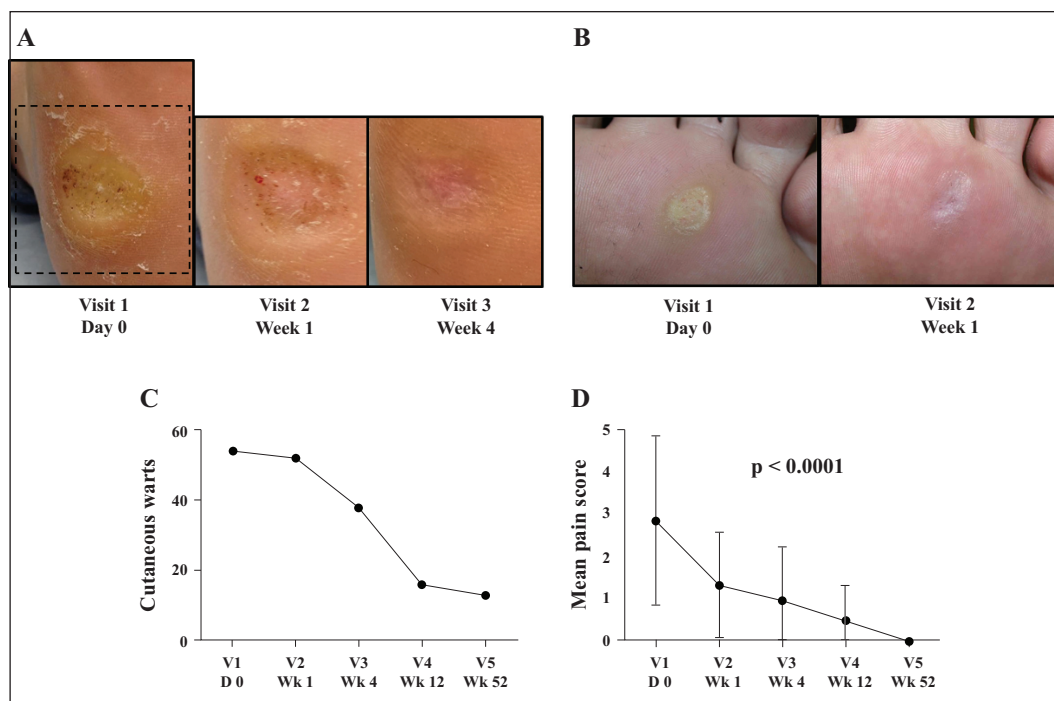 A
B
Visit 1
Day 0
Visit 2
Week 1
Visit 3
Week 4
Visit 1
Day 0
Visit 2
Week 1
C
Cutaneous warts
60
40
20
0
V1
D 0
V2
Wk 1
V3
Wk 4
V4
Wk 12
V5
Wk 52
D
Mean pain score
5
4
3
2
1
0
p < 0.0001
V1
D 0
V2
Wk 1
V3
Wk 4
V4
Wk 12
V5
Wk 52